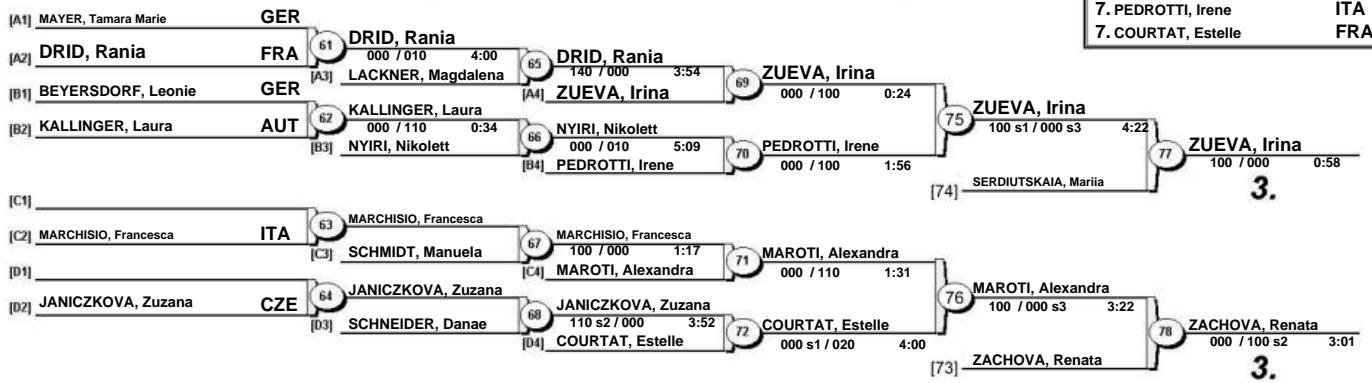 7. PEDROTTI, Irene ITA
7. COURTAT, Estelle FRA
[A1] MAYER, Tamara Marie GER
[A2] DRID, Rania FRA
61 DRID, Rania
000 / 010 4:00
[A3] LACKNER, Magdalena
65 DRID, Rania
140 / 000 3:54
[A4] ZUEVA, Irina
69 ZUEVA, Irina
000 / 100 0:24
[B1] BEYERSDORF, Leonie GER
[B2] KALLINGER, Laura AUT
62 KALLINGER, Laura
000 / 110 0:34
[B3] NYIRI, Nikolett
66 NYIRI, Nikolett
000 / 010 5:09
[B4] PEDROTTI, Irene
70 PEDROTTI, Irene
000 / 100 1:56
75 ZUEVA, Irina
100 s1 / 000 s3 4:22
[74] SERDIUTSKAIA, Mariia
77 ZUEVA, Irina
100 / 000 0:58
3.
[C1]
[C2] MARCHISIO, Francesca ITA
63 MARCHISIO, Francesca
[C3] SCHMIDT, Manuela
67 MARCHISIO, Francesca
100 / 000 1:17
[C4] MAROTI, Alexandra
71 MAROTI, Alexandra
000 / 110 1:31
[D1]
[D2] JANICZKOVA, Zuzana CZE
64 JANICZKOVA, Zuzana
[D3] SCHNEIDER, Danae
68 JANICZKOVA, Zuzana
110 s2 / 000 3:52
[D4] COURTAT, Estelle
72 COURTAT, Estelle
000 s1 / 020 4:00
76 MAROTI, Alexandra
100 / 000 s3 3:22
[73] ZACHOVA, Renata
78 ZACHOVA, Renata
000 / 100 s2 3:01
3.